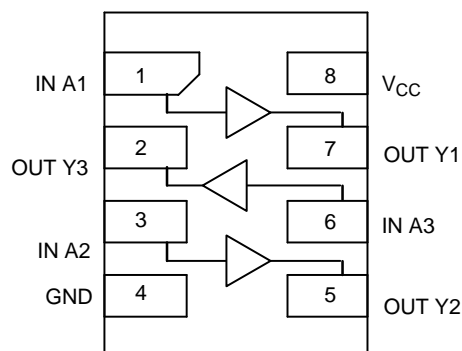 IN A1 1 8 VCC
OUT Y3 2 7 OUT Y1
IN A2 3 6 IN A3
GND 4 5 OUT Y2